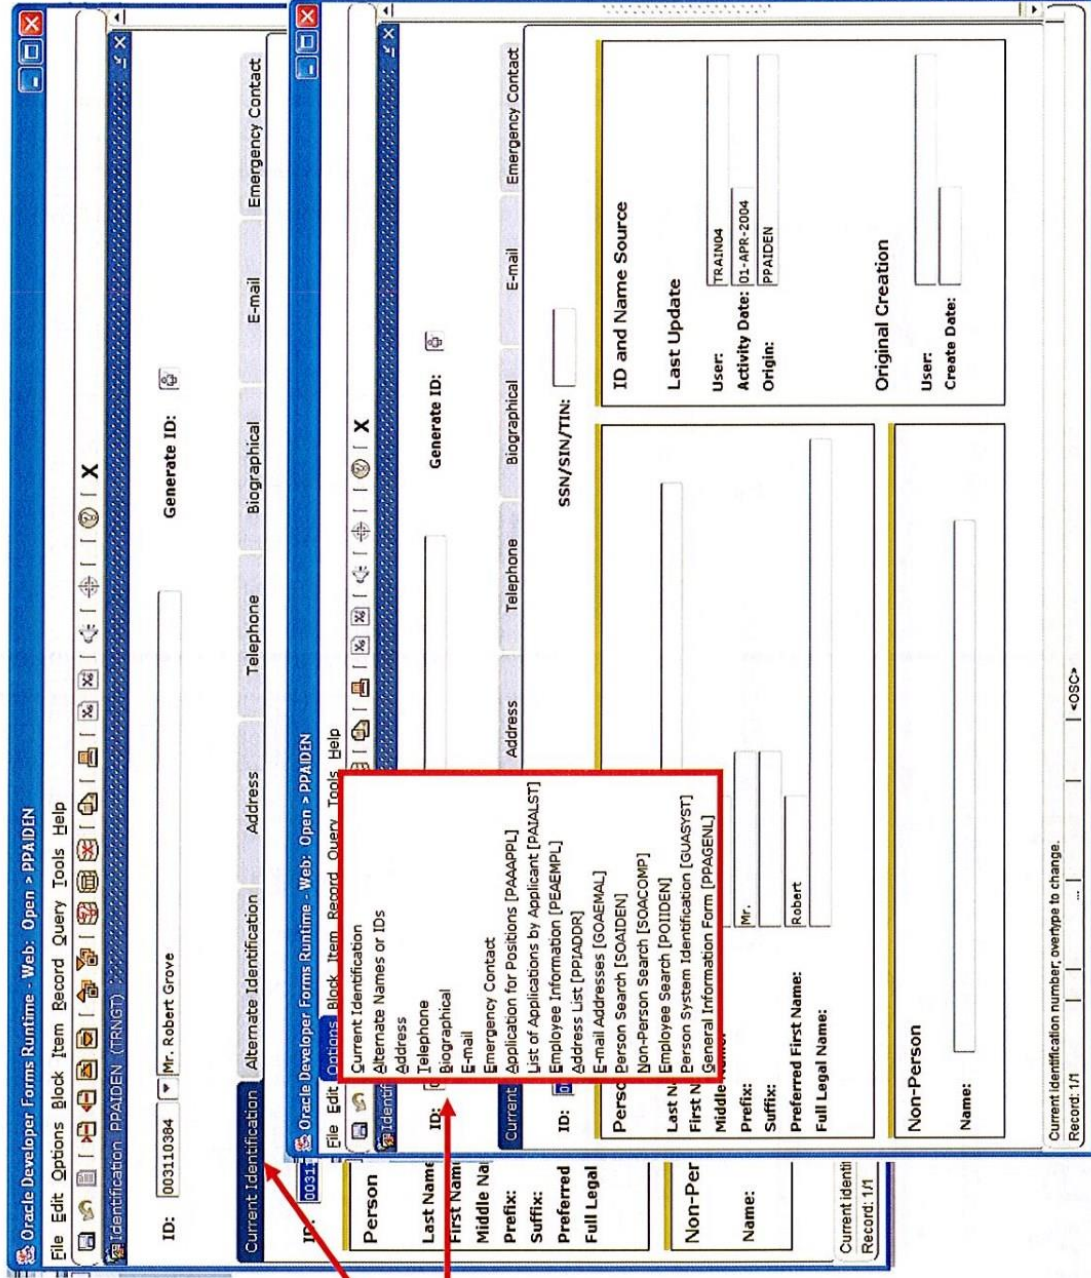 Oracle Developer Forms Runtime - Web: Open > PPAIDEN
File Edit Options Block Item Record Query Tools Help
Identification PPAIDEN (TRNGT)
ID: 003110384 Mr. Robert Grove Generate ID:
Current Identification Alternate Identification Address Telephone Biographical E-mail Emergency Contact
ID: 0031
Person
Last Name
First Name
Middle Na
Prefix:
Suffix:
Preferred
Full Legal
Non-Per
Name:
Current identifi
Record: 1/1
Oracle Developer Forms Runtime - Web: Open > PPAIDEN
File Edit Options Block Item Record Query Tools Help
Identif
ID: Generate ID:
Current Address Telephone Biographical E-mail Emergency Contact
Current Identification
Alternate Names or IDs
Address
Telephone
Biographical
E-mail
Emergency Contact
Application for Positions [PAAAPPL]
List of Applications by Applicant [PAIALST]
Employee Information [PEAEMPL]
Address List [PPIADDR]
E-mail Addresses [GOAEMAL]
Person Search [SOAIDEN]
Non-Person Search [SOACOMP]
Employee Search [POIIDEN]
Person System Identification [GUASYST]
General Information Form [PPAGENL]
ID: SSN/SIN/TIN:
Perso
Last N
First N
Middle Name:
Prefix: Mr.
Suffix:
Preferred First Name: Robert
Full Legal Name:
ID and Name Source
Last Update
User: TRAIN04
Activity Date: 01-APR-2004
Origin: PPAIDEN
Original Creation
User:
Create Date:
Non-Person
Name:
Current identification number; overtype to change.
Record: 1/1 ... <OSC>